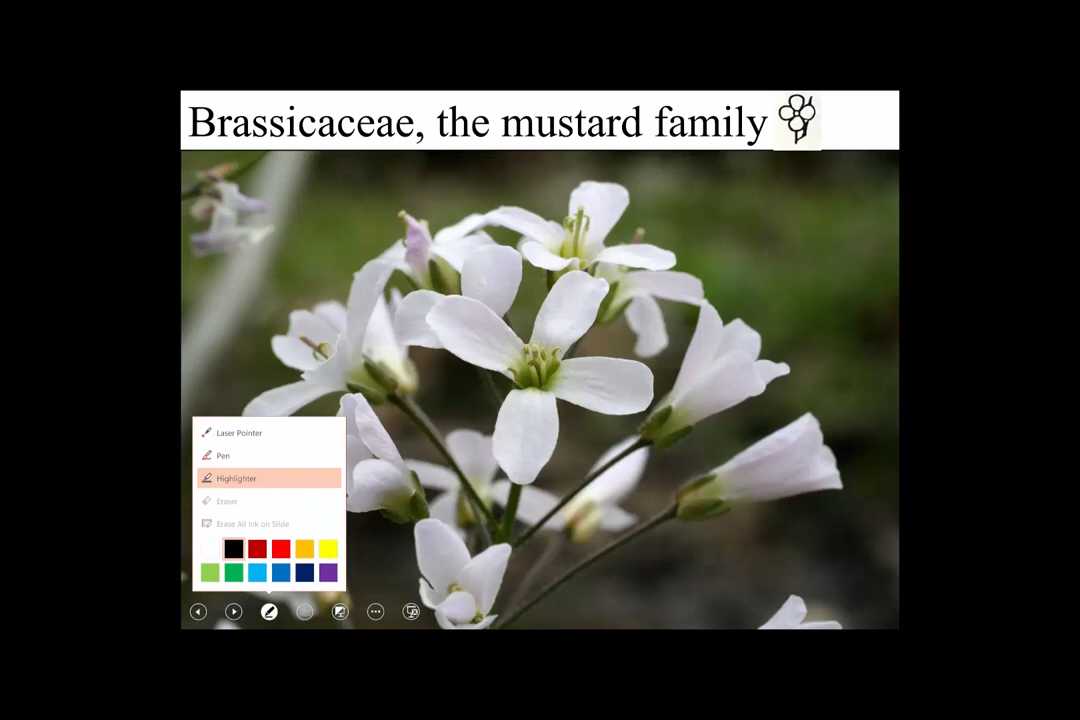 Brassicaceae, the mustard family
Laser Pointer
Pen
Highlighter
Eraser
Erase All Ink on Slide